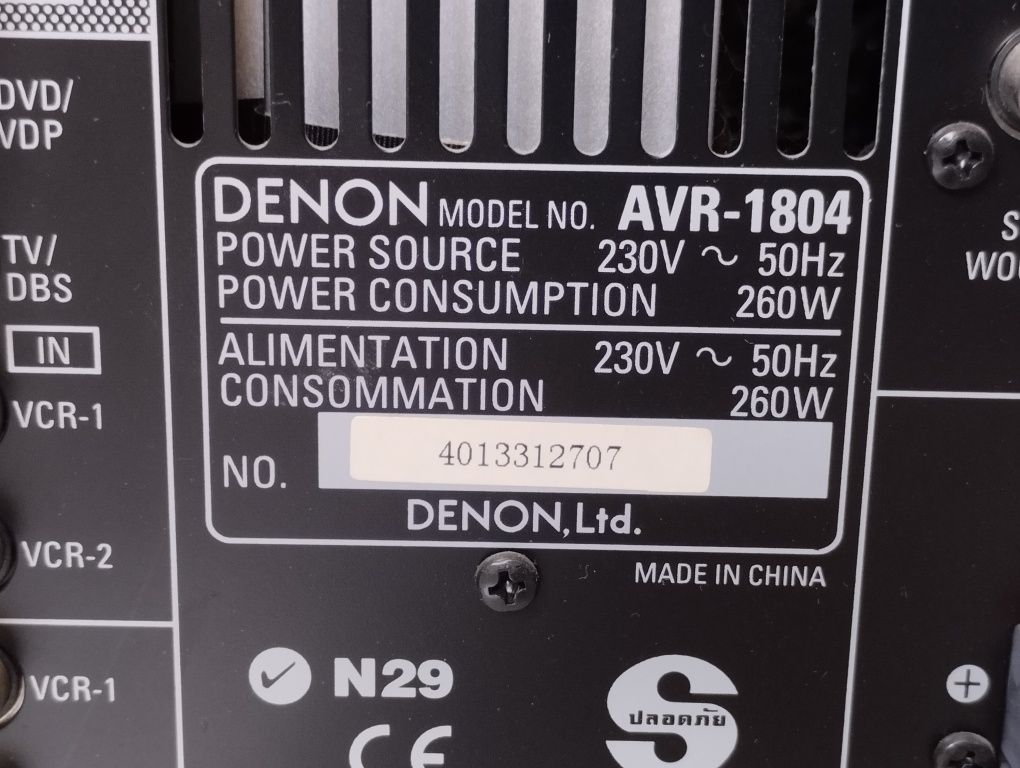 DVD/
VDP
TV/
DBS
IN
VCR-1
VCR-2
VCR-1
DENON MODEL NO. AVR-1804
POWER SOURCE 230V ~ 50Hz
POWER CONSUMPTION 260W
ALIMENTATION 230V ~ 50Hz
CONSOMMATION 260W
NO. 4013312707
DENON, Ltd.
MADE IN CHINA
N29
CE
S
ปลอดภัย